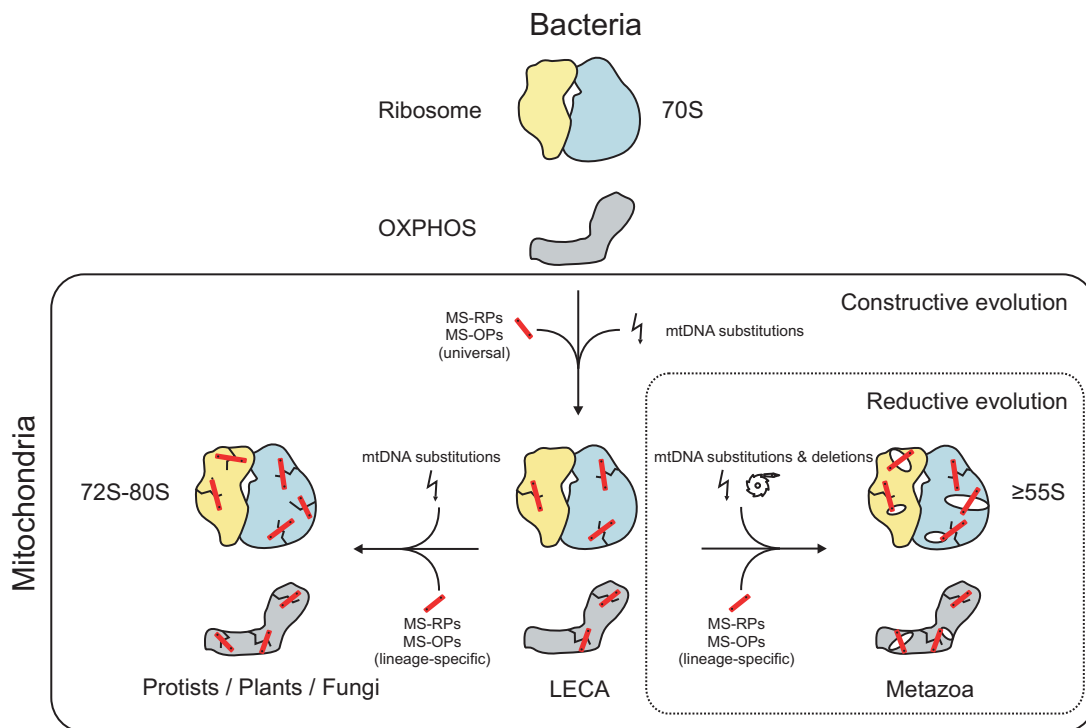 Bacteria
Ribosome
70S
OXPHOS
Constructive evolution
MS-RPs
MS-OPs
(universal)
mtDNA substitutions
Reductive evolution
Mitochondria
72S-80S
mtDNA substitutions
mtDNA substitutions & deletions
≥55S
MS-RPs
MS-OPs
(lineage-specific)
MS-RPs
MS-OPs
(lineage-specific)
Protists / Plants / Fungi
LECA
Metazoa